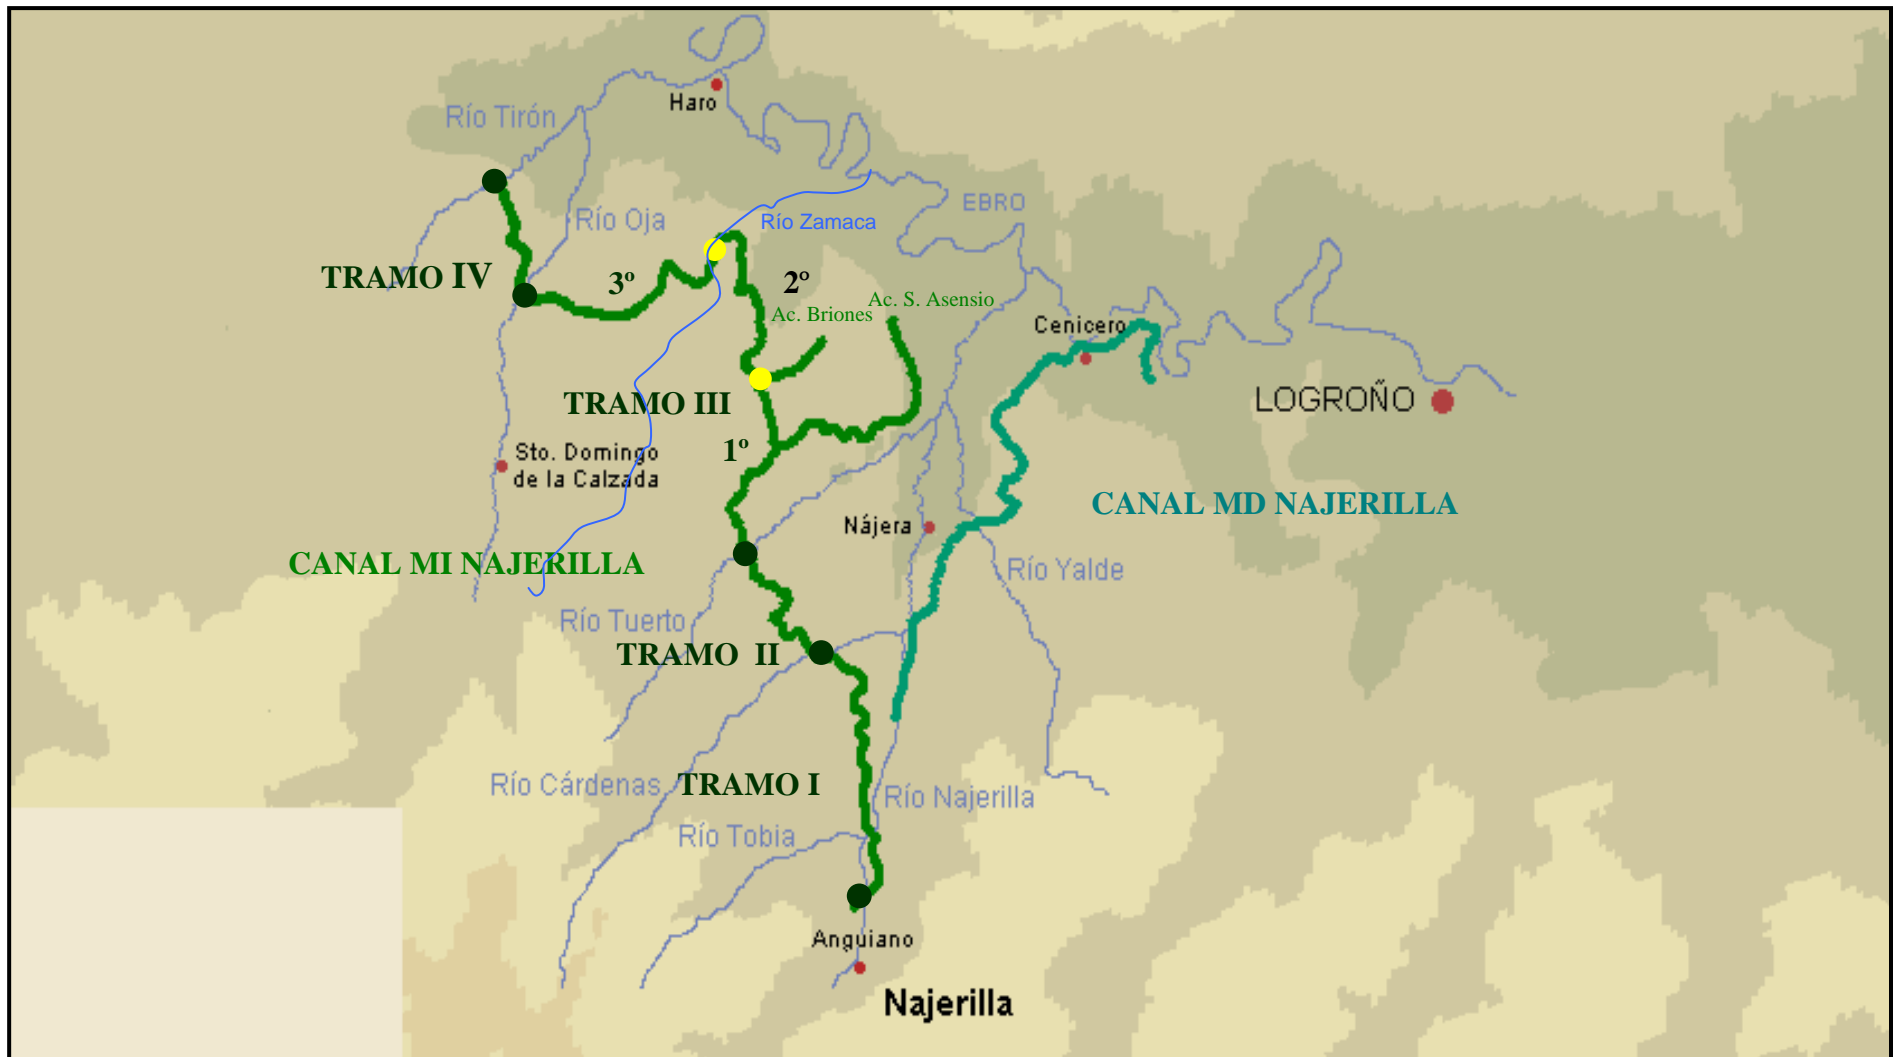 Haro
Río Tirón
EBRO
Río Oja
Río Zamaca
TRAMO IV
3º
2º
Ac. S. Asensio
Ac. Briones
Cenicero
TRAMO III
LOGROÑO
1º
Sto. Domingo
de la Calzada
CANAL MD NAJERILLA
Nájera
CANAL MI NAJERILLA
Río Yalde
Río Tuerto
TRAMO II
Río Cárdenas
TRAMO I
Río Najerilla
Río Tobia
Anguiano
Najerilla